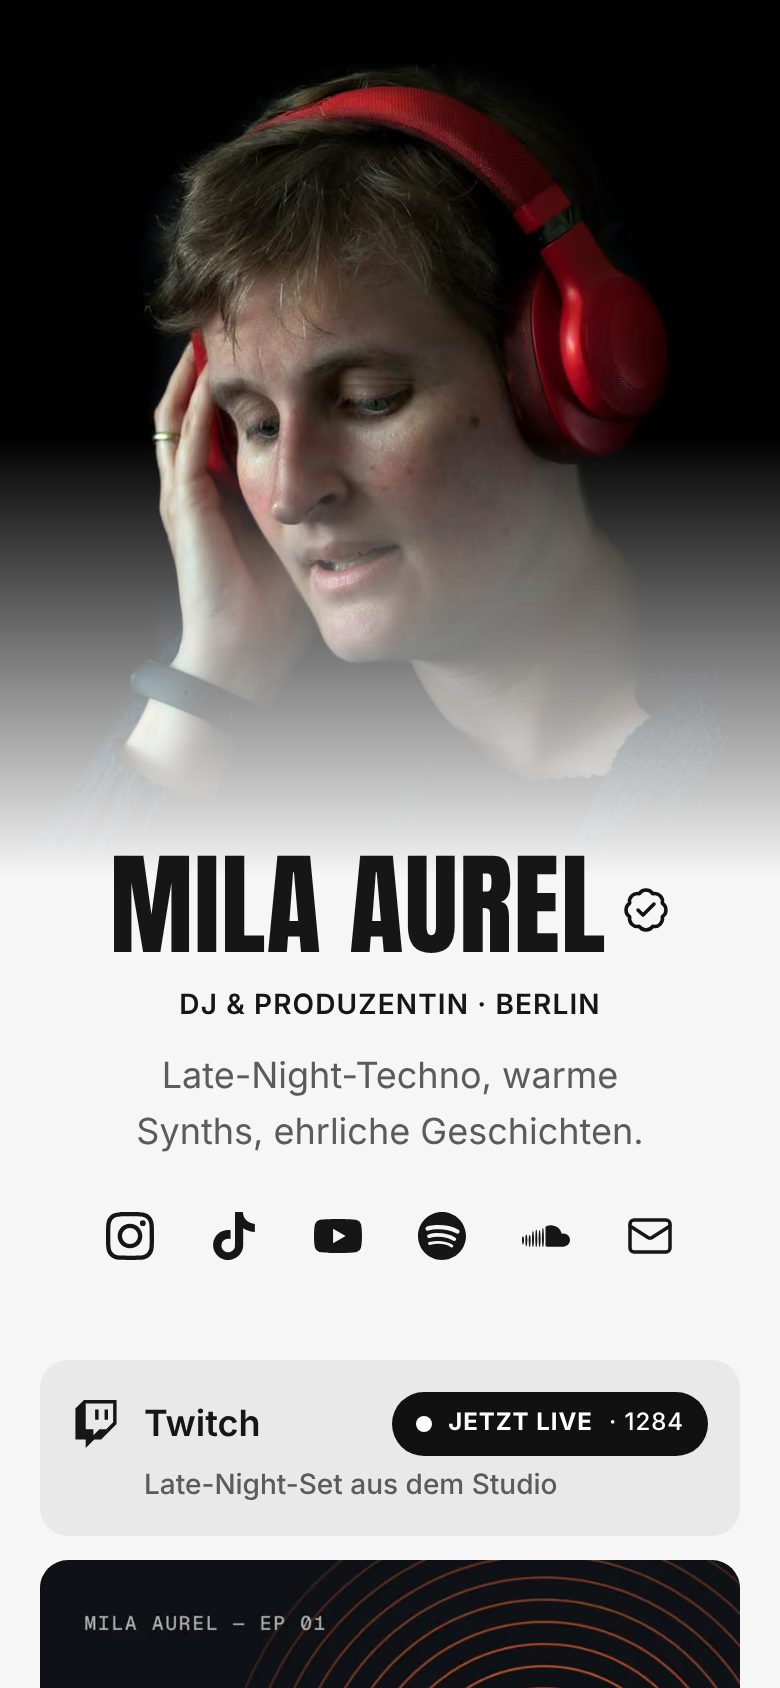 MILA AUREL
DJ & PRODUZENTIN · BERLIN
Late-Night-Techno, warme
Synths, ehrliche Geschichten.
Twitch
JETZT LIVE · 1284
Late-Night-Set aus dem Studio
MILA AUREL — EP 01